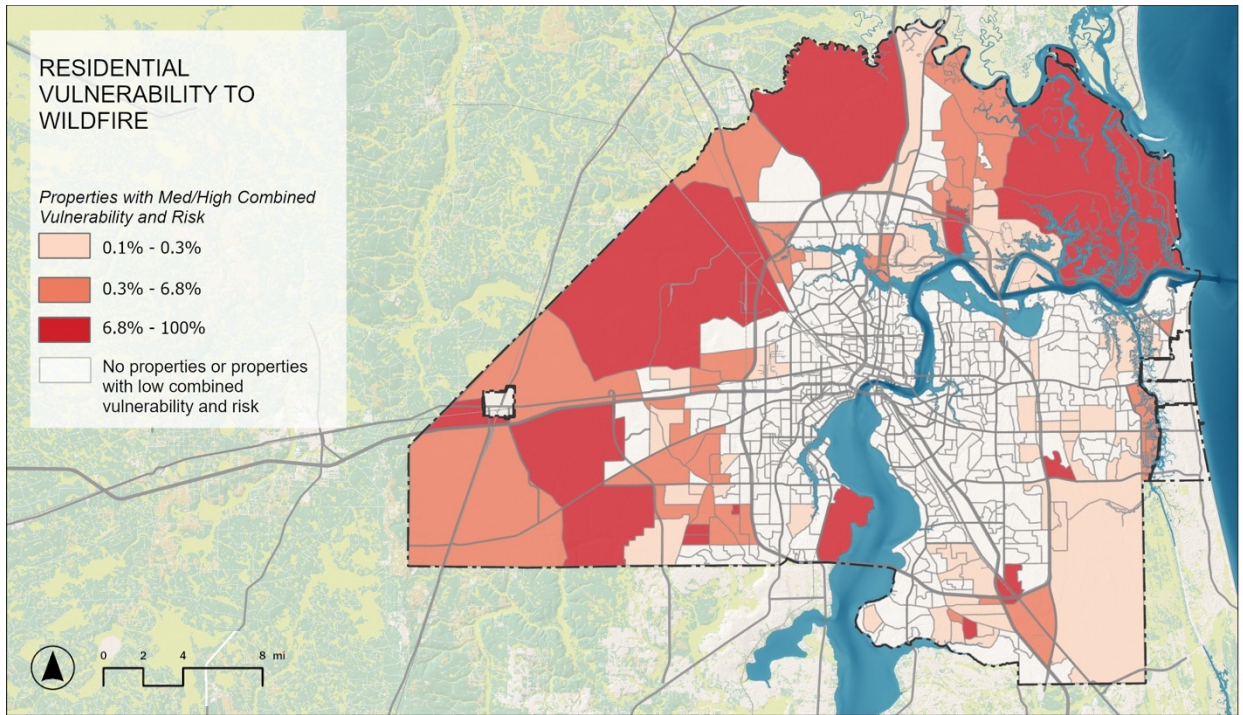 RESIDENTIAL
VULNERABILITY TO
WILDFIRE
Properties with Med/High Combined
Vulnerability and Risk
0.1% - 0.3%
0.3% - 6.8%
6.8% - 100%
No properties or properties
with low combined
vulnerability and risk
0 2 4 8 mi